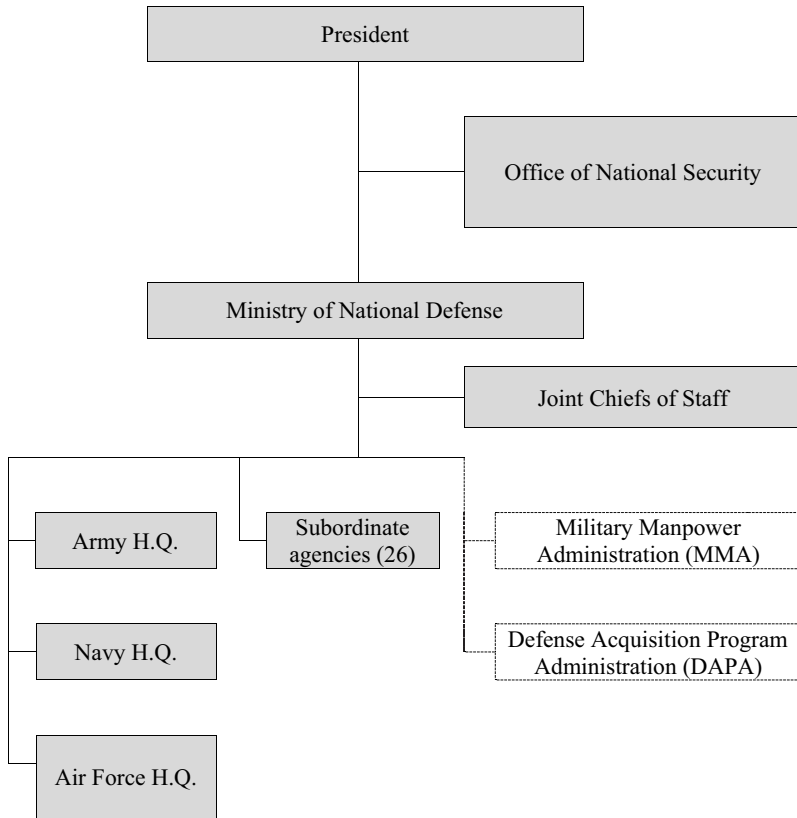 President
Office of National Security
Ministry of National Defense
Joint Chiefs of Staff
Army H.Q.
Subordinate
agencies (26)
Military Manpower
Administration (MMA)
Navy H.Q.
Defense Acquisition Program
Administration (DAPA)
Air Force H.Q.